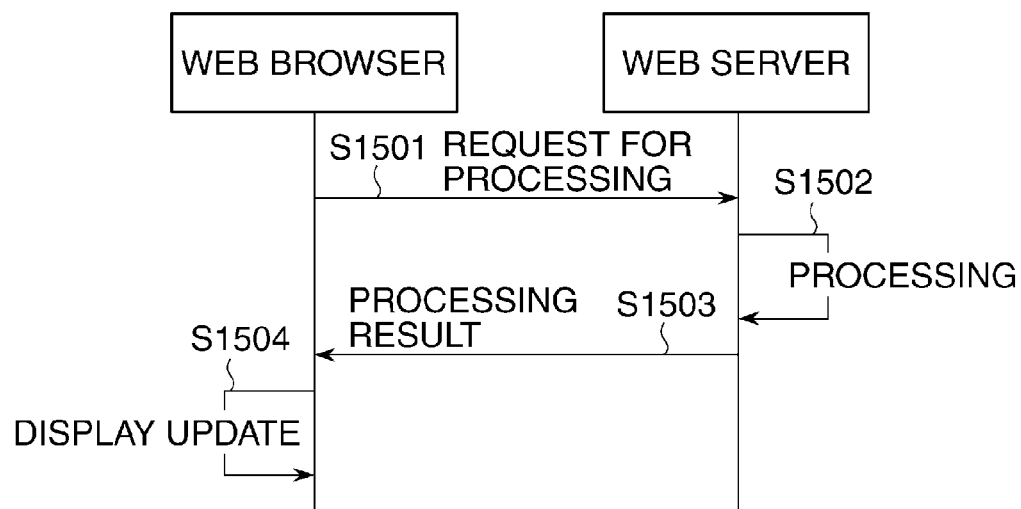 WEB BROWSER
WEB SERVER
S1501
REQUEST FOR
PROCESSING
S1502
PROCESSING
S1503
PROCESSING
RESULT
S1504
DISPLAY UPDATE